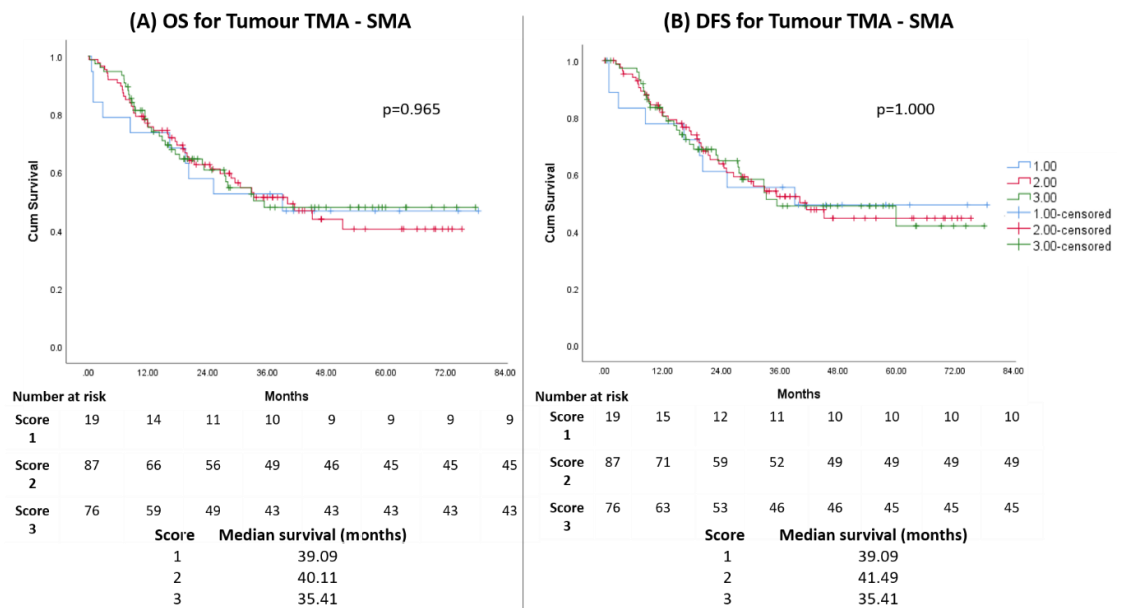 (A) OS for Tumour TMA - SMA
1.0
0.8
0.6
0.4
0.2
0.0
Cum Survival
p=0.965
.00 12.00 24.00 36.00 48.00 60.00 72.00 84.00
Months
Number at risk
Score 1 19 14 11 10 9 9 9 9
Score 2 87 66 56 49 46 45 45 45
Score 3 76 59 49 43 43 43 43 43
Score Median survival (months)
1 39.09
2 40.11
3 35.41
(B) DFS for Tumour TMA - SMA
1.0
0.8
0.6
0.4
0.2
0.0
Cum Survival
p=1.000
1.00
2.00
3.00
1.00-censored
2.00-censored
3.00-censored
.00 12.00 24.00 36.00 48.00 60.00 72.00 84.00
Months
Number at risk
Score 1 19 15 12 11 10 10 10 10
Score 2 87 71 59 52 49 49 49 49
Score 3 76 63 53 46 46 45 45 45
Score Median survival (months)
1 39.09
2 41.49
3 35.41